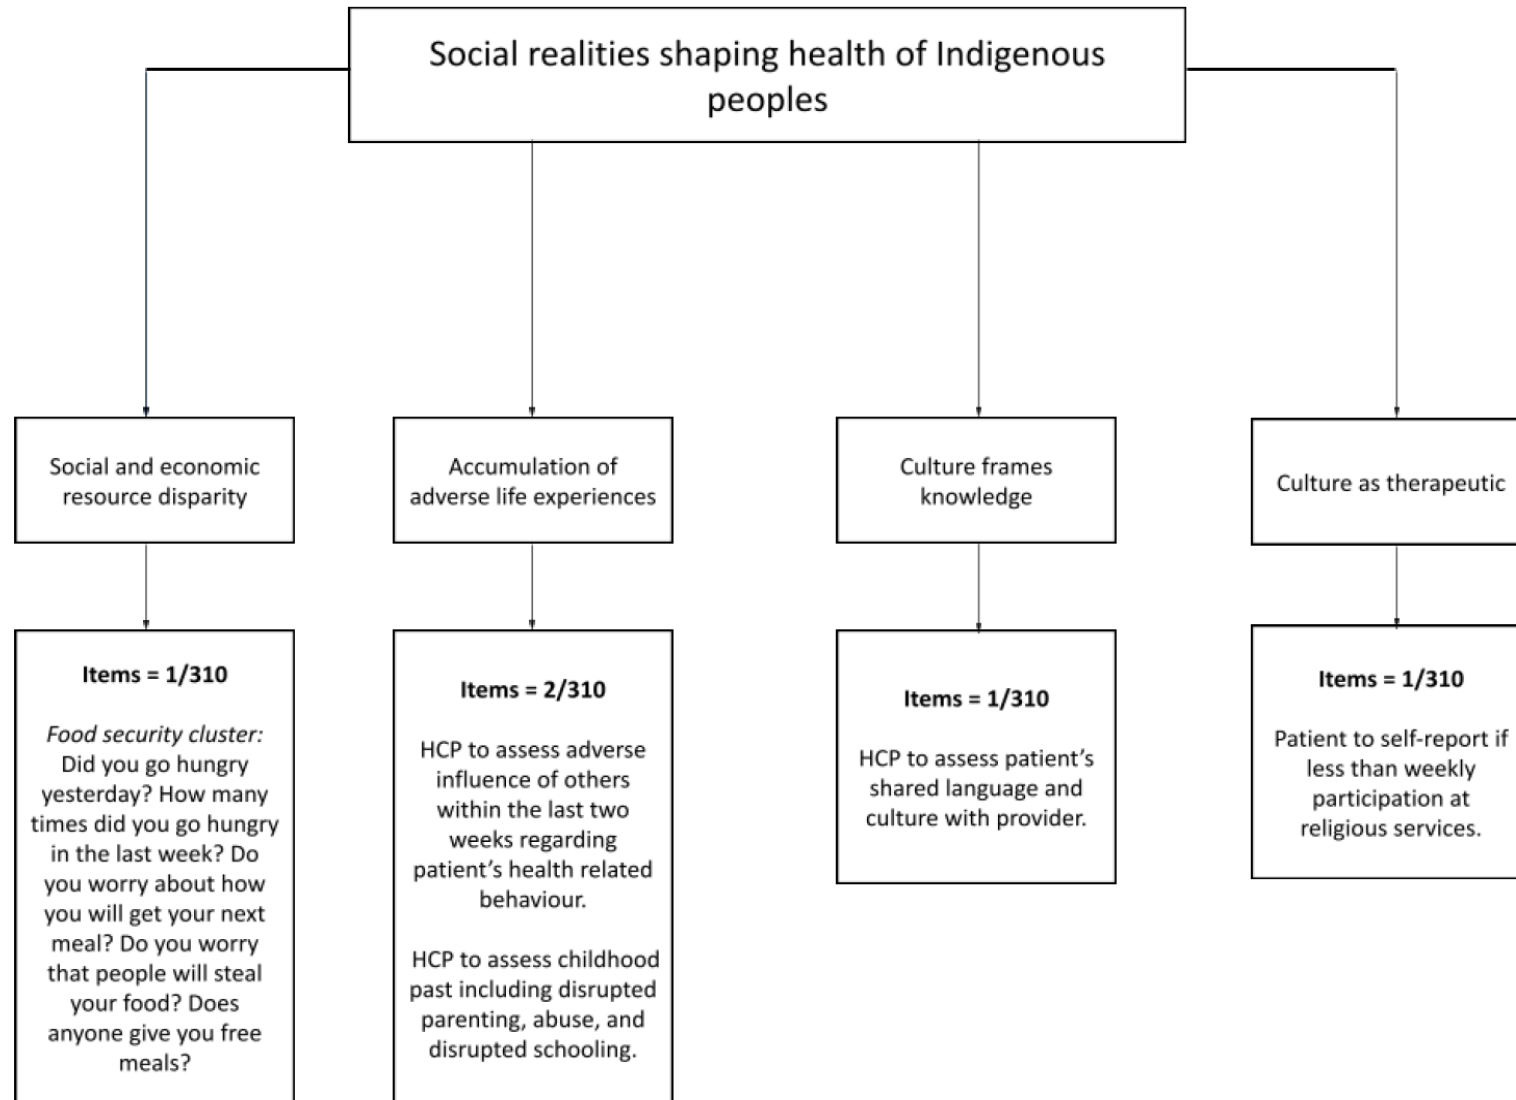 Social realities shaping health of Indigenous
peoples
Social and economic
resource disparity
Accumulation of
adverse life experiences
Culture frames
knowledge
Culture as therapeutic
Items = 1/310
Food security cluster:
Did you go hungry
yesterday? How many
times did you go hungry
in the last week? Do
you worry about how
you will get your next
meal? Do you worry
that people will steal
your food? Does
anyone give you free
meals?
Items = 2/310
HCP to assess adverse
influence of others
within the last two
weeks regarding
patient’s health related
behaviour.
HCP to assess childhood
past including disrupted
parenting, abuse, and
disrupted schooling.
Items = 1/310
HCP to assess patient’s
shared language and
culture with provider.
Items = 1/310
Patient to self-report if
less than weekly
participation at
religious services.